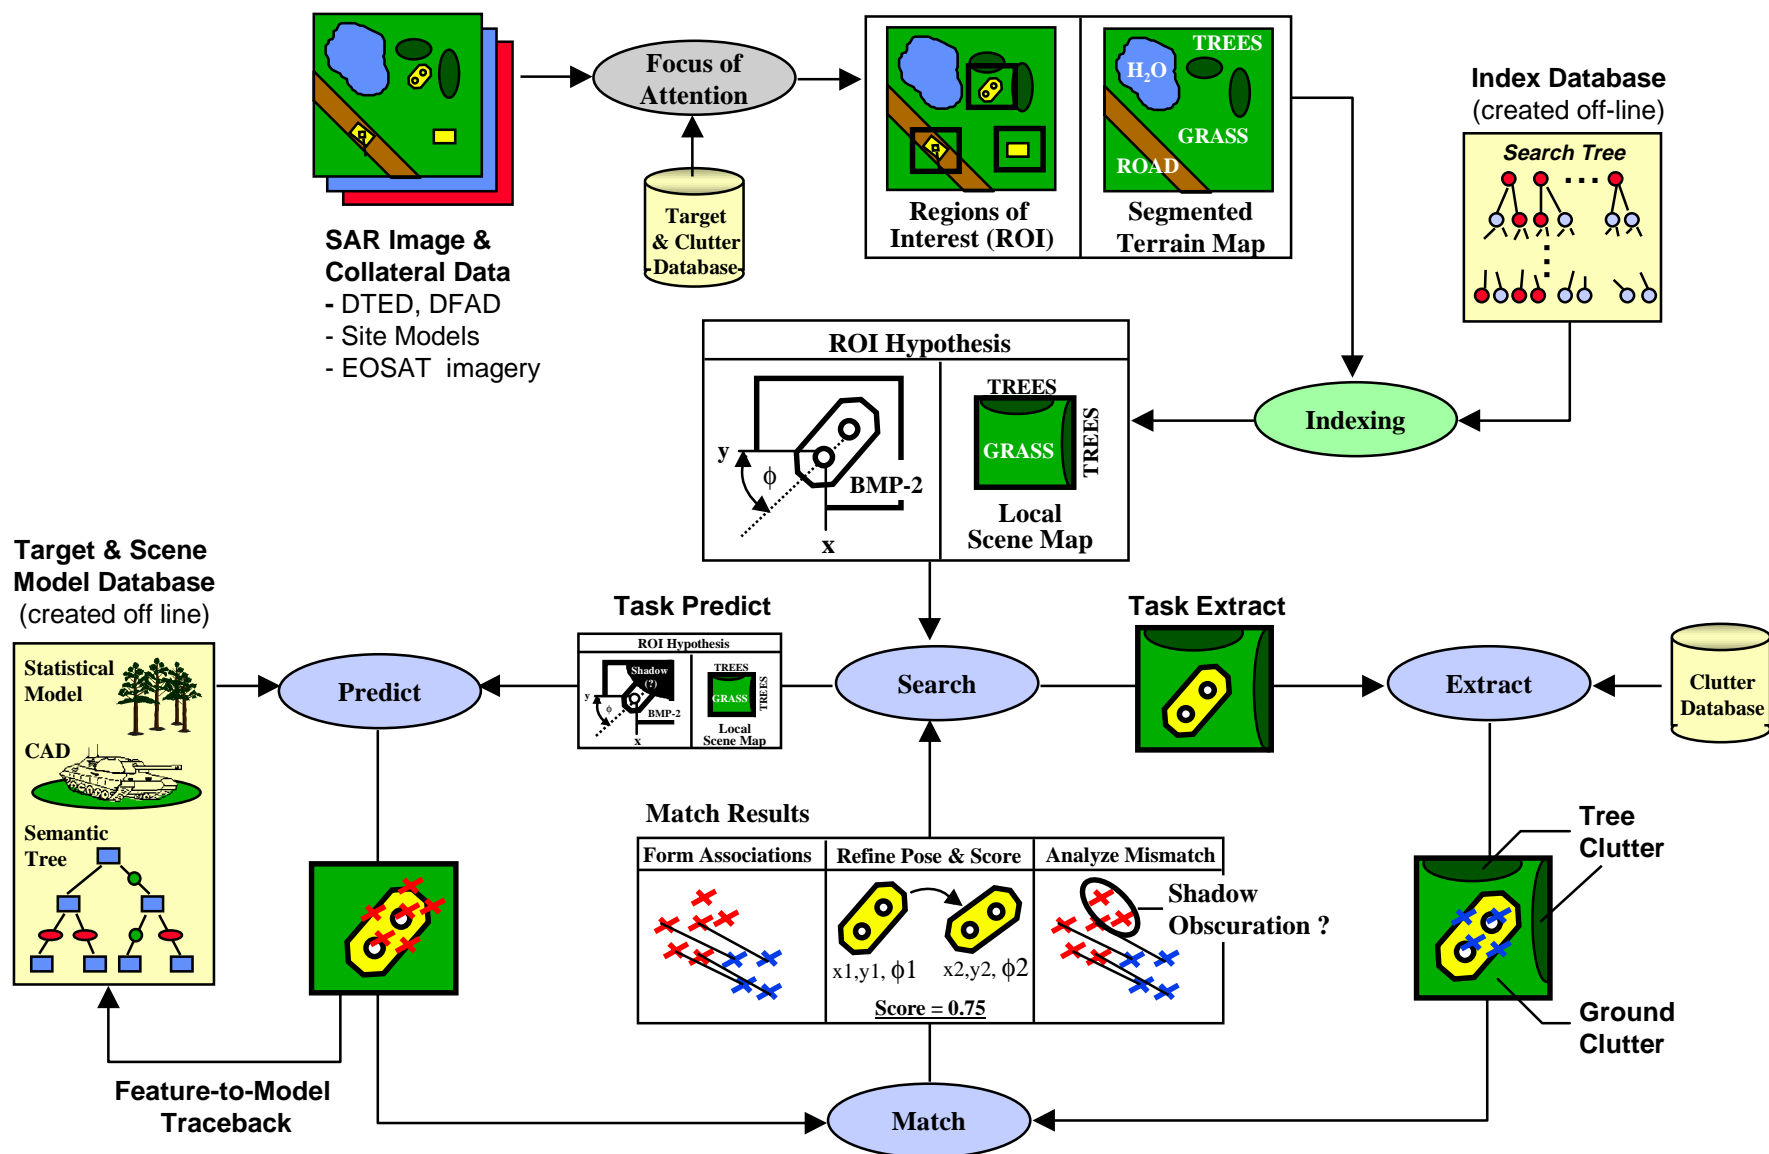 Focus of
Attention
TREES
H2O
GRASS
ROAD
Index Database
(created off-line)
Search Tree
Target
& Clutter
Database
Regions of
Interest (ROI)
Segmented
Terrain Map
SAR Image &
Collateral Data
- DTED, DFAD
- Site Models
- EOSAT imagery
ROI Hypothesis
TREES
TREES
GRASS
y
ϕ
BMP-2
x
Local
Scene Map
Indexing
Target & Scene
Model Database
(created off line)
Statistical
Model
CAD
Semantic
Tree
Predict
Task Predict
ROI Hypothesis
Shadow
(?)
y
ϕ
BMP-2
x
TREES
TREES
GRASS
Local
Scene Map
Search
Task Extract
Extract
Clutter
Database
Match Results
Form Associations
Refine Pose & Score
Analyze Mismatch
x1,y1, ϕ1
x2,y2, ϕ2
Score = 0.75
Shadow
Obscuration ?
Tree
Clutter
Ground
Clutter
Feature-to-Model
Traceback
Match